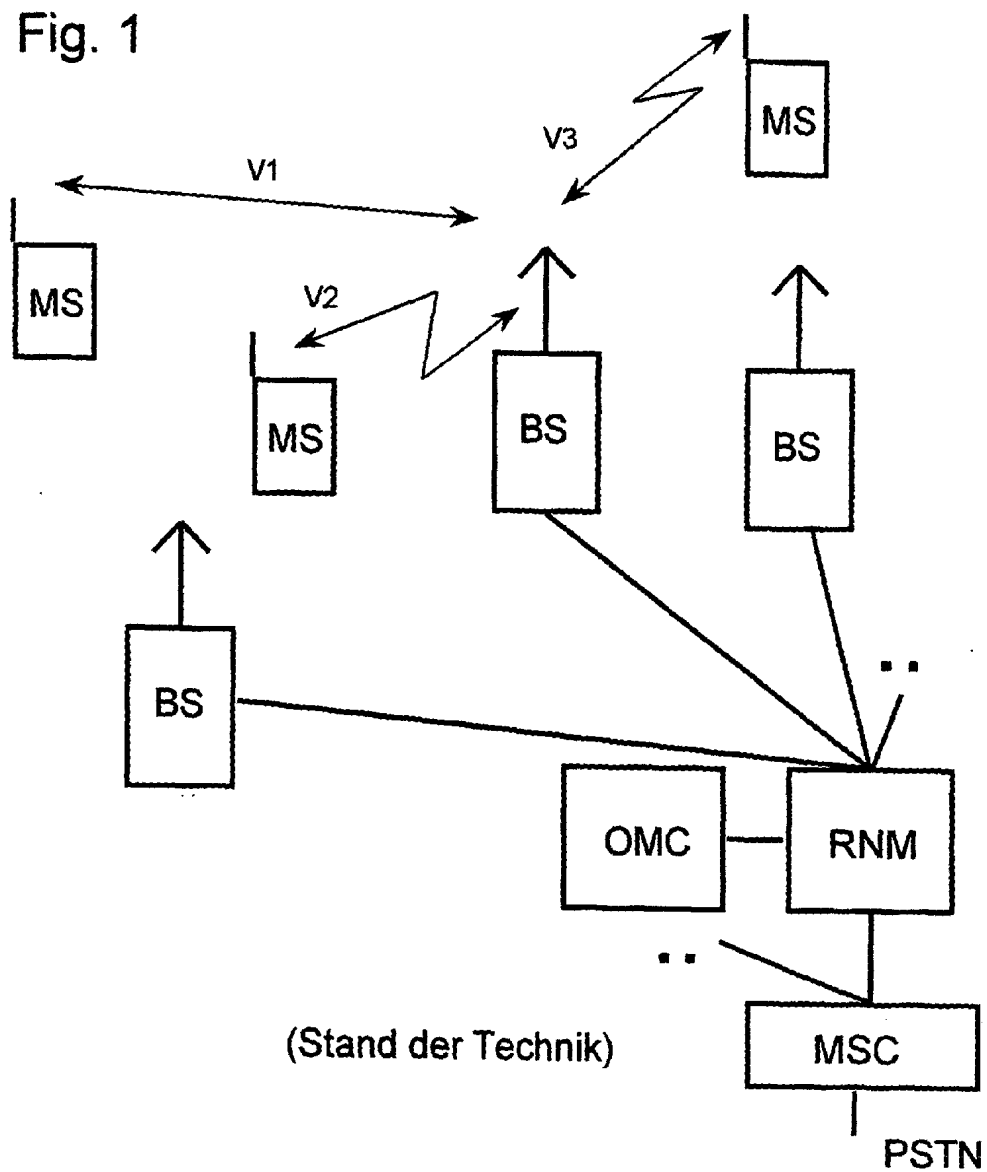 Fig. 1
MS
V3
V1
MS
V2
MS
BS
BS
BS
OMC
RNM
(Stand der Technik)
MSC
PSTN